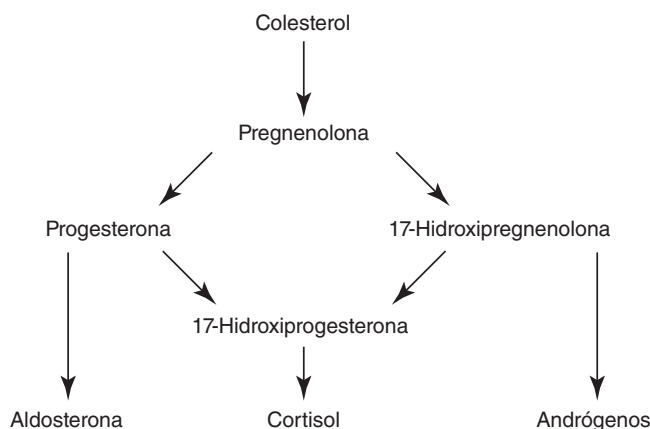 Colesterol
Pregnenolona
Progesterona
17-Hidroxipregnenolona
17-Hidroxiprogesterona
Aldosterona
Cortisol
Andrógenos